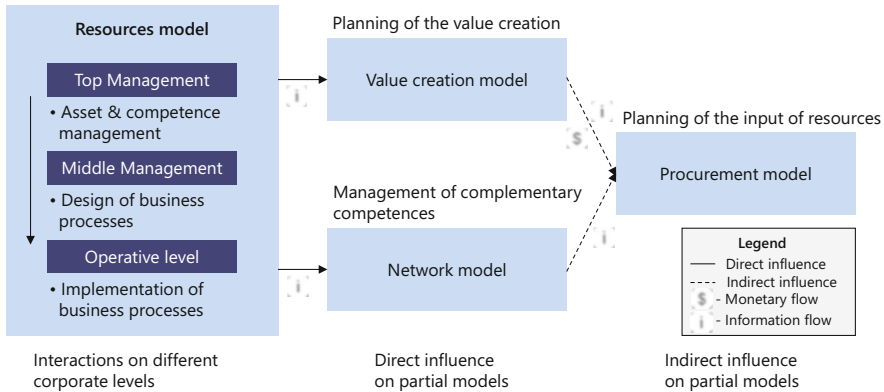 Resources model
Top Management
• Asset & competence
management
Middle Management
• Design of business
processes
Operative level
• Implementation of
business processes
Interactions on different
corporate levels
Planning of the value creation
Value creation model
i
i
$
Management of complementary
competences
Network model
i
i
Direct influence
on partial models
Planning of the input of resources
Procurement model
Legend
Direct influence
Indirect influence
$ - Monetary flow
i - Information flow
Indirect influence
on partial models